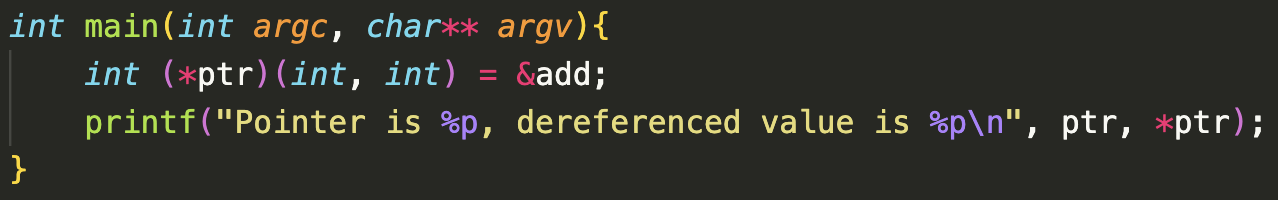 int main(int argc, char** argv){
    int (*ptr)(int, int) = &add;
    printf("Pointer is %p, dereferenced value is %p\n", ptr, *ptr);
}